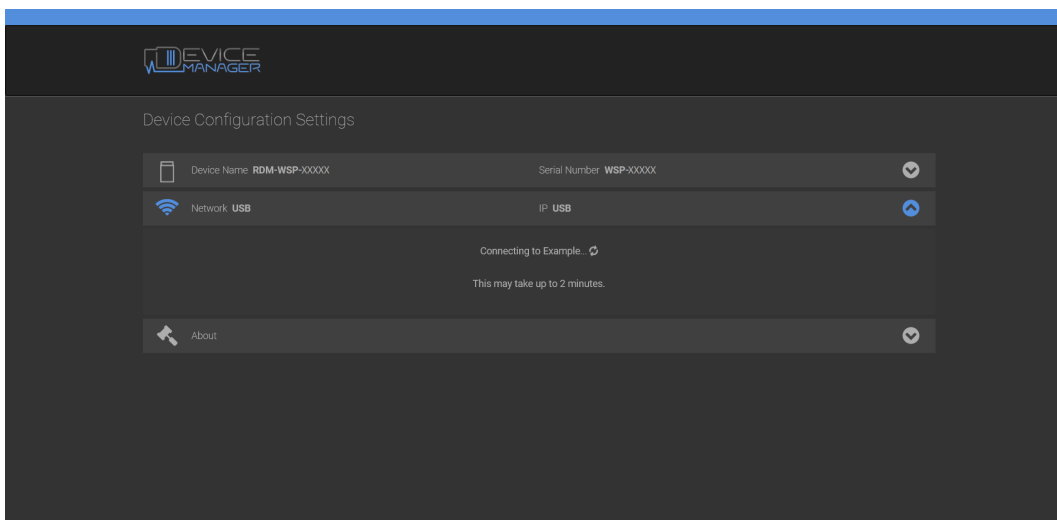 DEVICE
MANAGER
Device Configuration Settings
Device Name RDM-WSP-XXXXX Serial Number WSP-XXXXX
Network USB IP USB
Connecting to Example...
This may take up to 2 minutes.
About